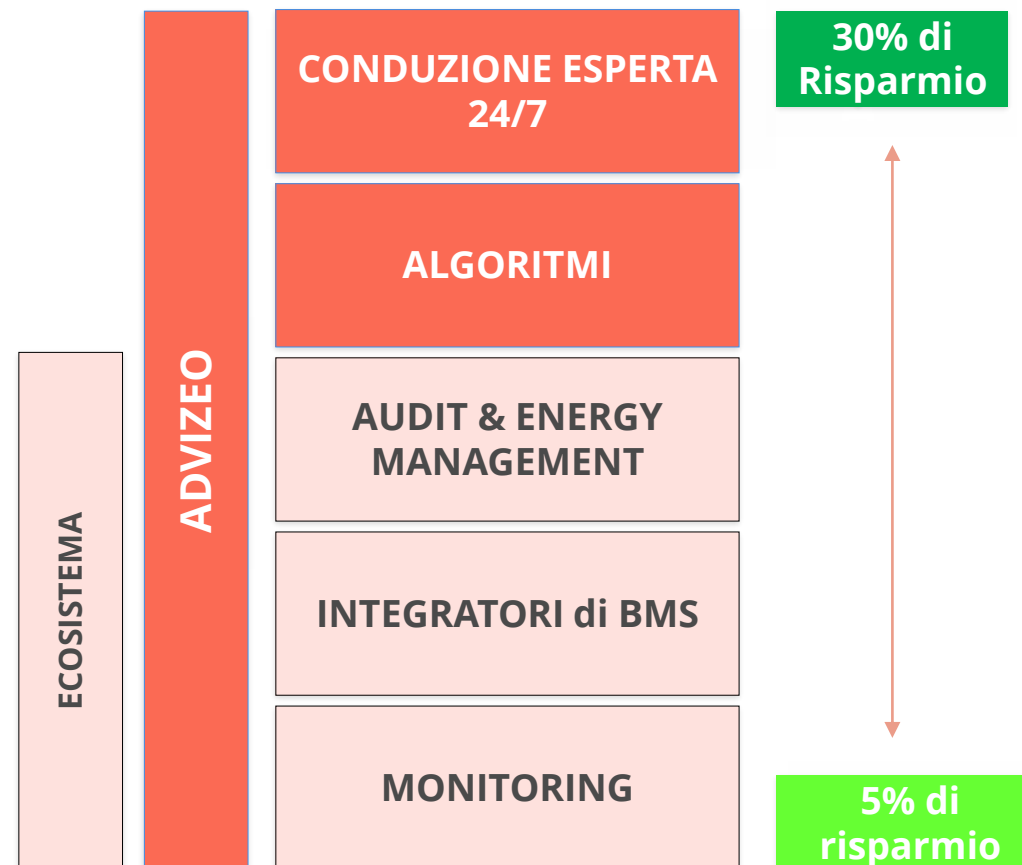 CONDUZIONE ESPERTA
24/7
30% di
Risparmio
ALGORITMI
ADVIZEO
AUDIT & ENERGY
MANAGEMENT
ECOSISTEMA
INTEGRATORI di BMS
MONITORING
5% di
risparmio